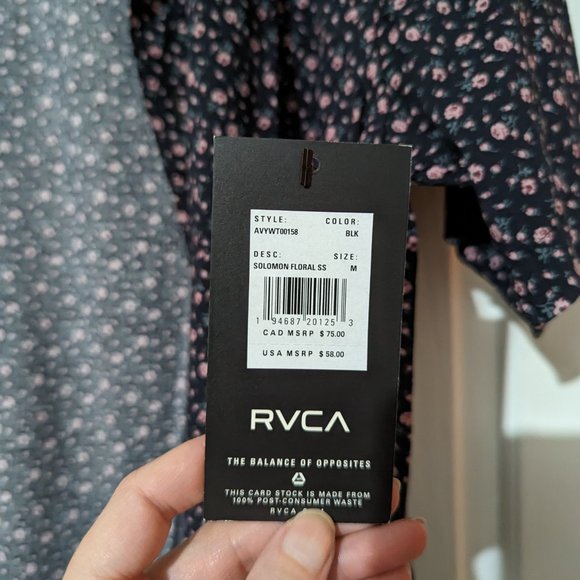 STYLE: COLOR:
AVYWT00158 BLK
DESC: SIZE:
SOLOMON FLORAL SS M
1 94687 20125 3
CAD MSRP $75.00
USA MSRP $58.00
RVCA
THE BALANCE OF OPPOSITES
THIS CARD STOCK IS MADE FROM
100% POST-CONSUMER WASTE
RVCA